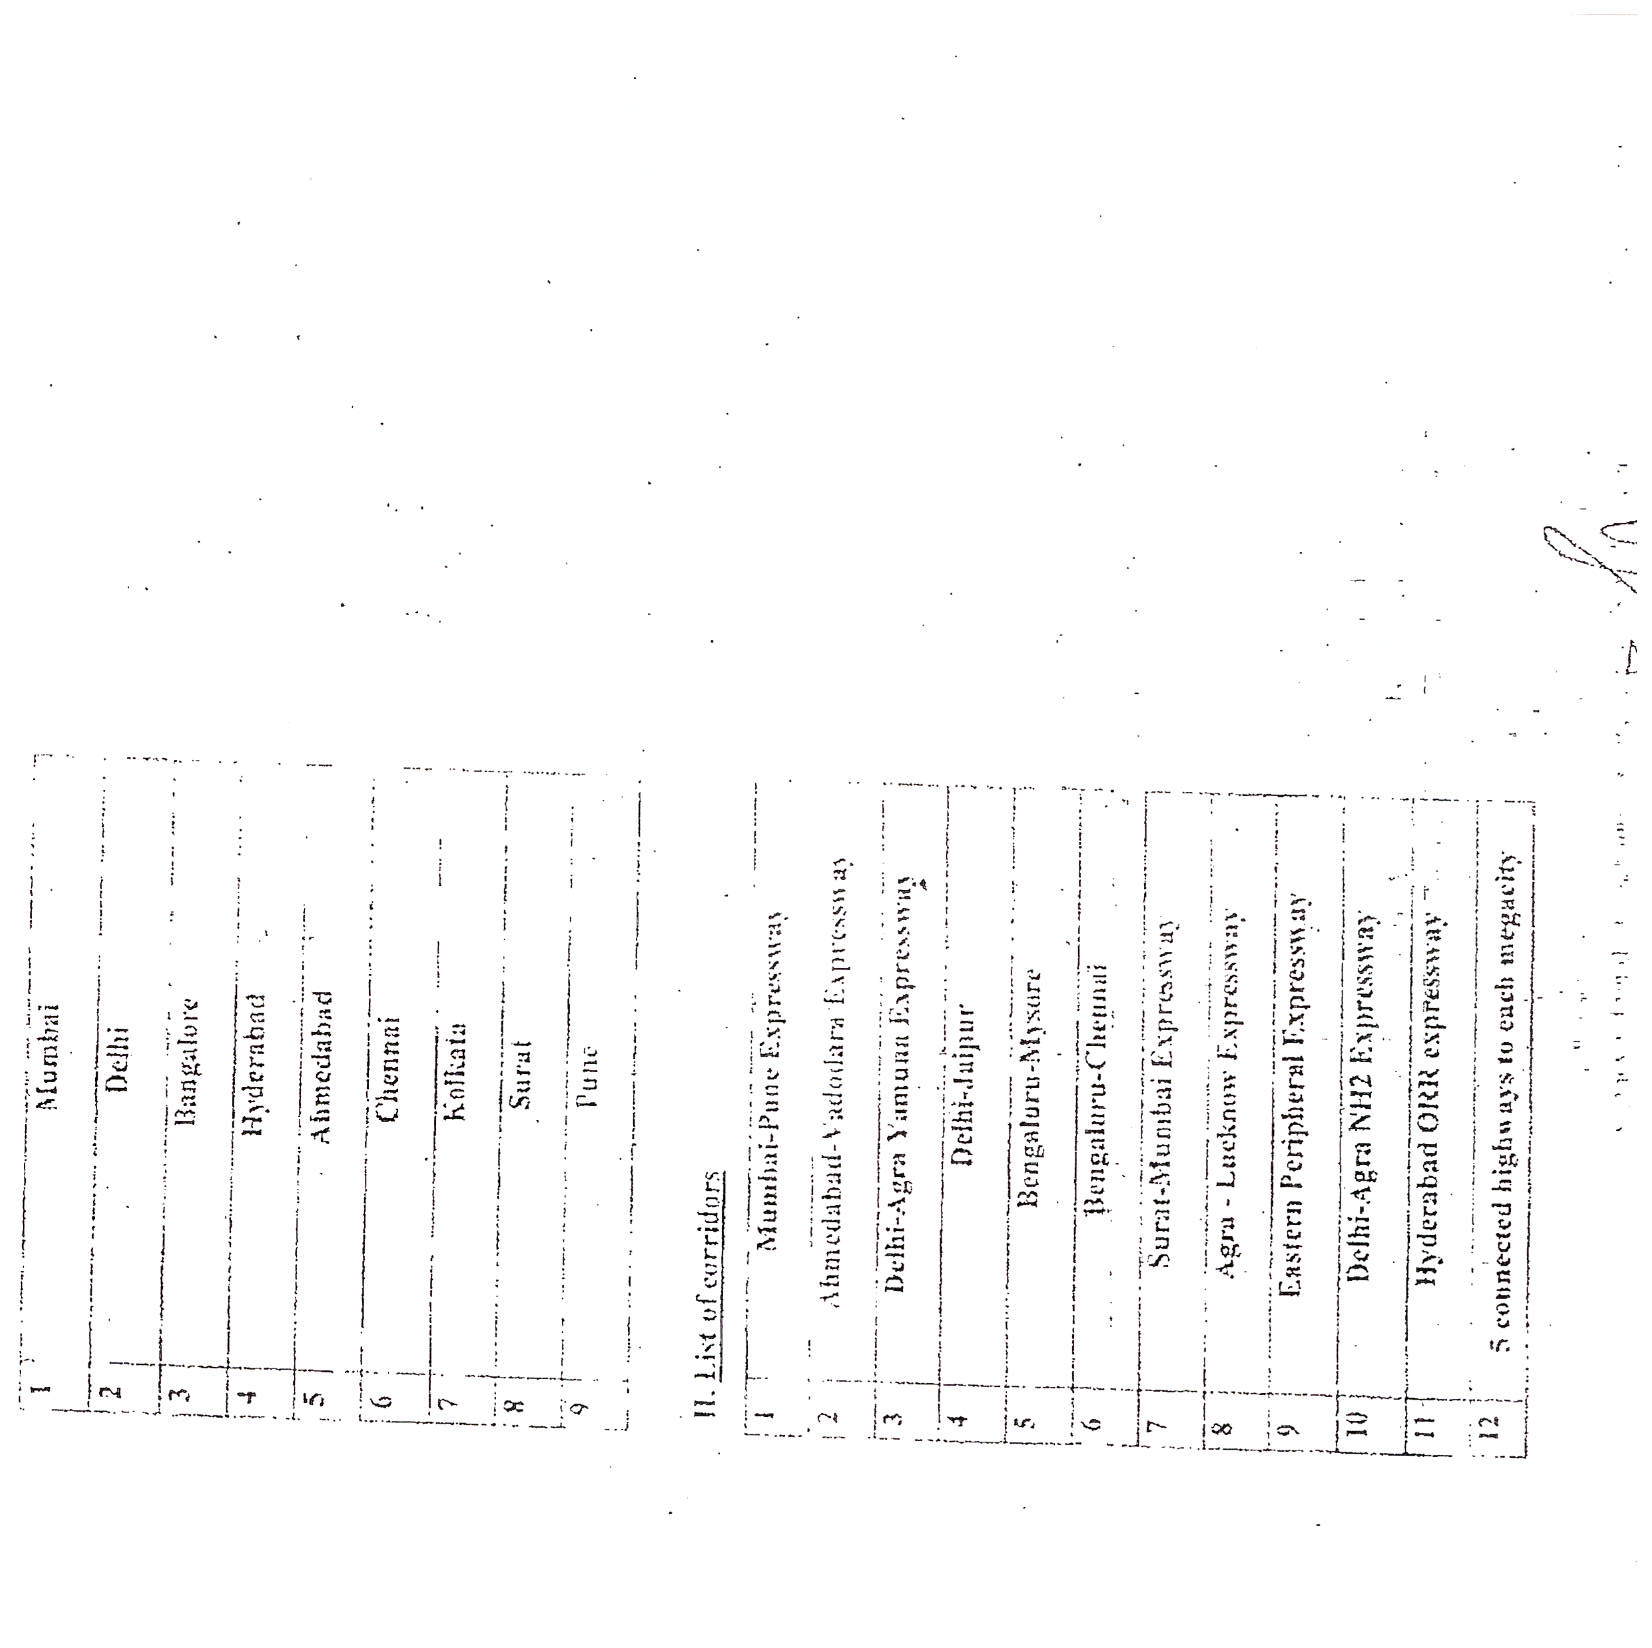 1 Mumbai
2 Delhi
3 Bangalore
4 Hyderabad
5 Ahmedabad
6 Chennai
7 Kolkata
8 Surat
9 Pune
II. List of corridors
1 Mumbai-Pune Expressway
2 Ahmedabad-Vadodara Expressway
3 Delhi-Agra Yamuna Expressway
4 Delhi-Jaipur
5 Bengaluru-Mysore
6 Bengaluru-Chennai
7 Surat-Mumbai Expressway
8 Agra - Lucknow Expressway
9 Eastern Peripheral Expressway
10 Delhi-Agra NH2 Expressway
11 Hyderabad ORR expressway
12 5 connected highways to each megacity